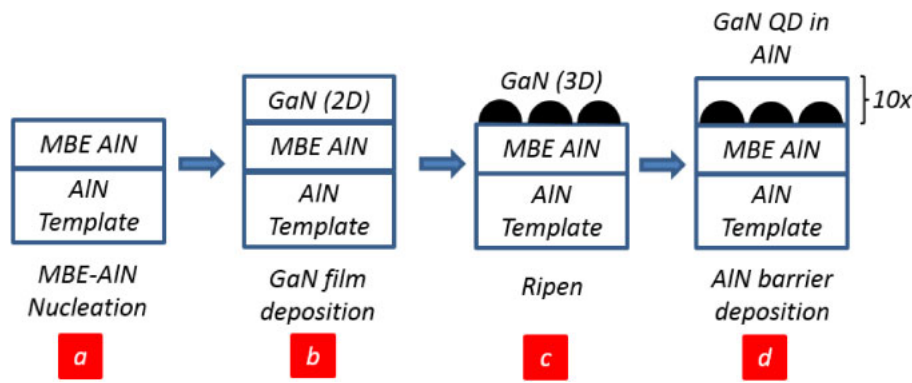 MBE AlN
AlN
Template
MBE-AlN
Nucleation
a
GaN (2D)
MBE AlN
AlN
Template
GaN film
deposition
b
GaN (3D)
MBE AlN
AlN
Template
Ripen
c
GaN QD in
AlN
10x
MBE AlN
AlN
Template
AlN barrier
deposition
d